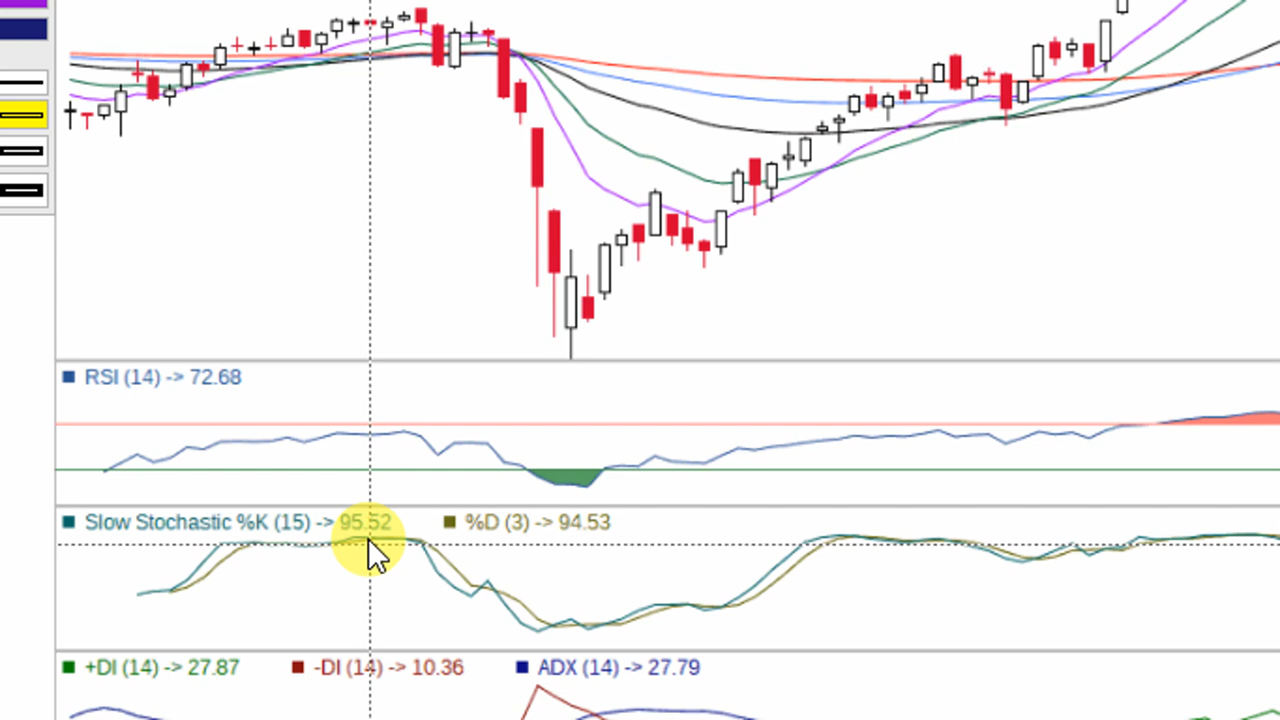 RSI (14) -> 72.68
Slow Stochastic %K (15) -> 95.52 %D (3) -> 94.53
+DI (14) -> 27.87 -DI (14) -> 10.36 ADX (14) -> 27.79